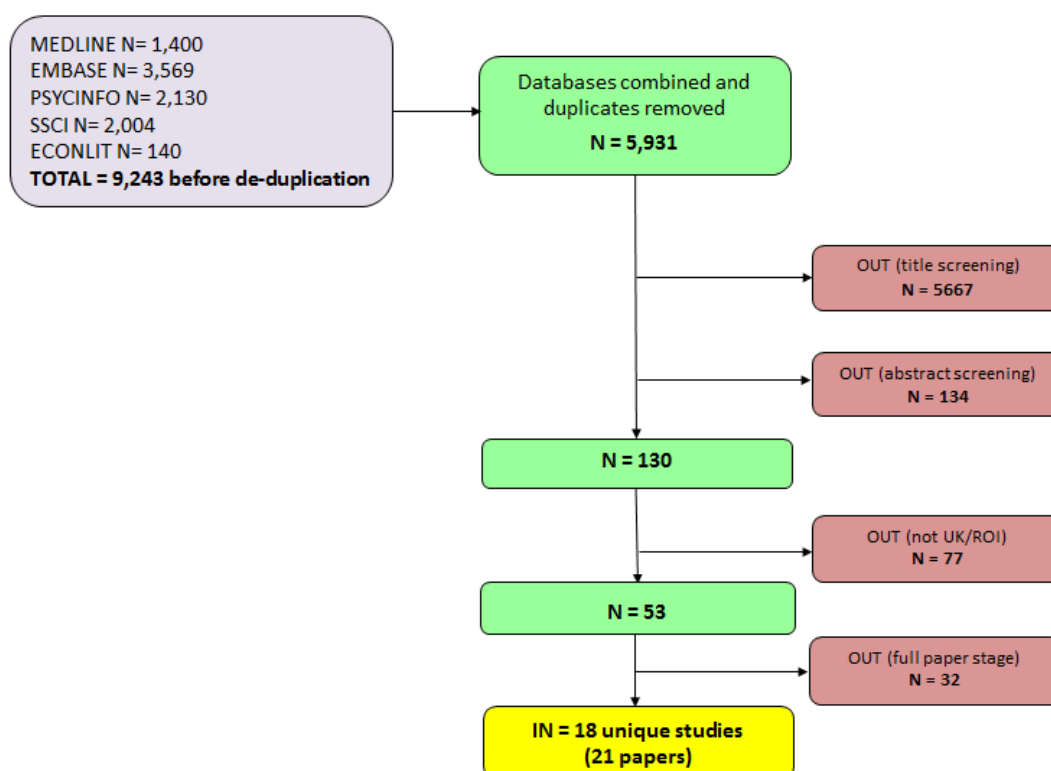 MEDLINE N= 1,400
EMBASE N= 3,569
PSYCINFO N= 2,130
SSCI N= 2,004
ECONLIT N= 140
TOTAL = 9,243 before de-duplication
Databases combined and
duplicates removed
N = 5,931
OUT (title screening)
N = 5667
OUT (abstract screening)
N = 134
N = 130
OUT (not UK/ROI)
N = 77
N = 53
OUT (full paper stage)
N = 32
IN = 18 unique studies
(21 papers)